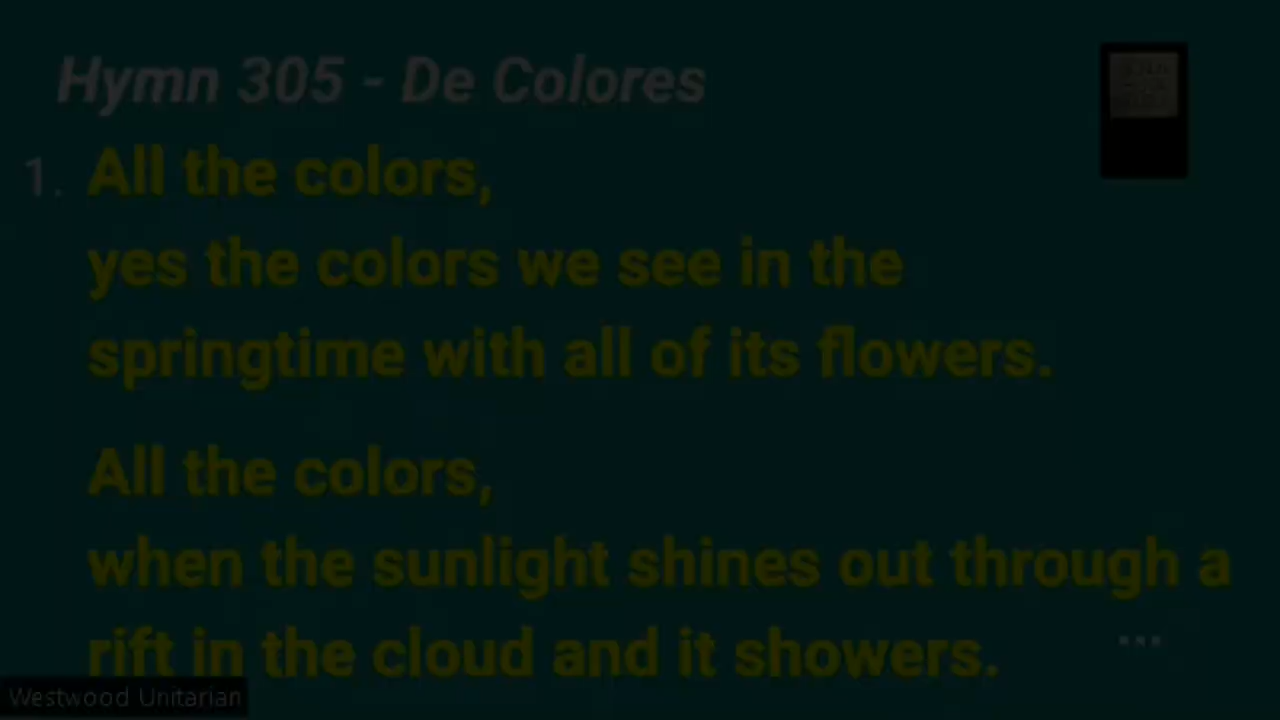 Hymn 305 - De Colores
1. All the colors,
yes the colors we see in the
springtime with all of its flowers.
All the colors,
when the sunlight shines out through a
rift in the cloud and it showers.
...
Westwood Unitarian